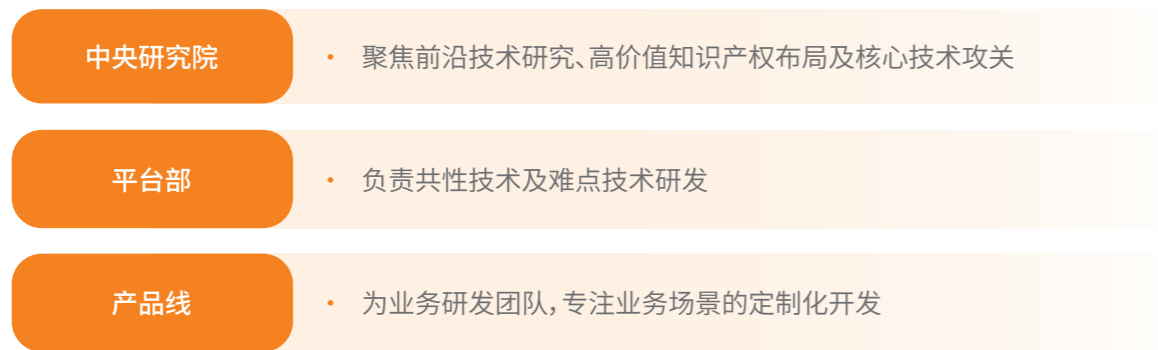 中央研究院
· 聚焦前沿技术研究、高价值知识产权布局及核心技术攻关
平台部
· 负责共性技术及难点技术研发
产品线
· 为业务研发团队，专注业务场景的定制化开发